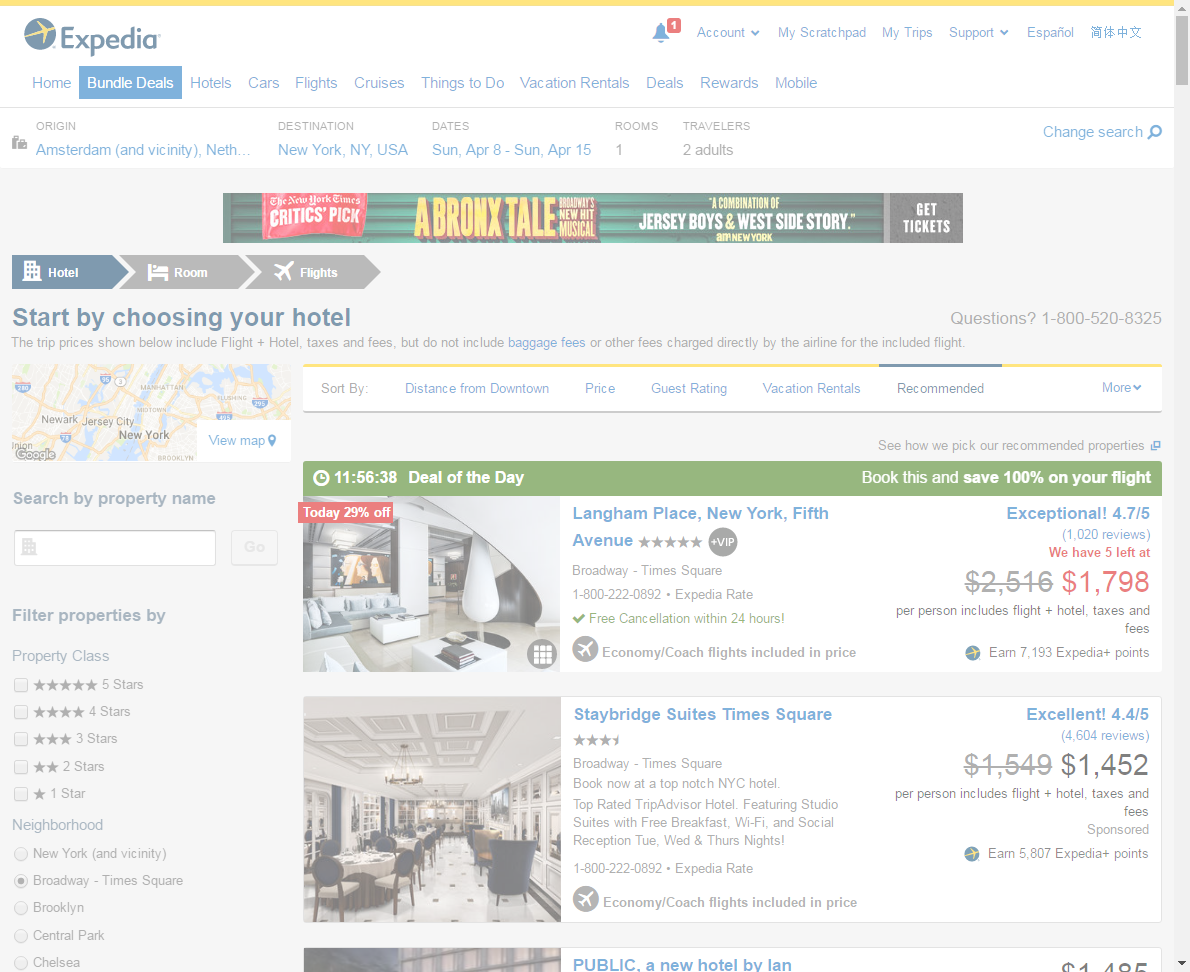 Expedia
1
Account
My Scratchpad
My Trips
Support
Español
简体中文
Home
Bundle Deals
Hotels
Cars
Flights
Cruises
Things to Do
Vacation Rentals
Deals
Rewards
Mobile
ORIGIN
Amsterdam (and vicinity), Neth...
DESTINATION
New York, NY, USA
DATES
Sun, Apr 8 - Sun, Apr 15
ROOMS
1
TRAVELERS
2 adults
Change search
The New York Times
CRITICS' PICK
A BRONX TALE
BROADWAY'S
NEW HIT
MUSICAL
"A COMBINATION OF
JERSEY BOYS & WEST SIDE STORY."
am NEW YORK
GET
TICKETS
Hotel
Room
Flights
Start by choosing your hotel
Questions? 1-800-520-8325
The trip prices shown below include Flight + Hotel, taxes and fees, but do not include baggage fees or other fees charged directly by the airline for the included flight.
MANHATTAN
FLUSHING
MIDTOWN
Newark
Jersey City
New York
BROOKLYN
Union
Google
280
95
3
295
495
78
View map
Sort By:
Distance from Downtown
Price
Guest Rating
Vacation Rentals
Recommended
More
See how we pick our recommended properties
Search by property name
Go
Filter properties by
Property Class
★★★★★ 5 Stars
★★★★ 4 Stars
★★★ 3 Stars
★★ 2 Stars
★ 1 Star
Neighborhood
New York (and vicinity)
Broadway - Times Square
Brooklyn
Central Park
Chelsea
11:56:38 Deal of the Day
Book this and save 100% on your flight
Today 29% off
Langham Place, New York, Fifth
Avenue ★★★★★ +VIP
Broadway - Times Square
1-800-222-0892 • Expedia Rate
Free Cancellation within 24 hours!
Economy/Coach flights included in price
Exceptional! 4.7/5
(1,020 reviews)
We have 5 left at
$2,516 $1,798
per person includes flight + hotel, taxes and
fees
Earn 7,193 Expedia+ points
Staybridge Suites Times Square
Broadway - Times Square
Book now at a top notch NYC hotel.
Top Rated TripAdvisor Hotel. Featuring Studio
Suites with Free Breakfast, Wi-Fi, and Social
Reception Tue, Wed & Thurs Nights!
1-800-222-0892 • Expedia Rate
Economy/Coach flights included in price
Excellent! 4.4/5
(4,604 reviews)
$1,549 $1,452
per person includes flight + hotel, taxes and
fees
Sponsored
Earn 5,807 Expedia+ points
PUBLIC, a new hotel by Ian
$1,485